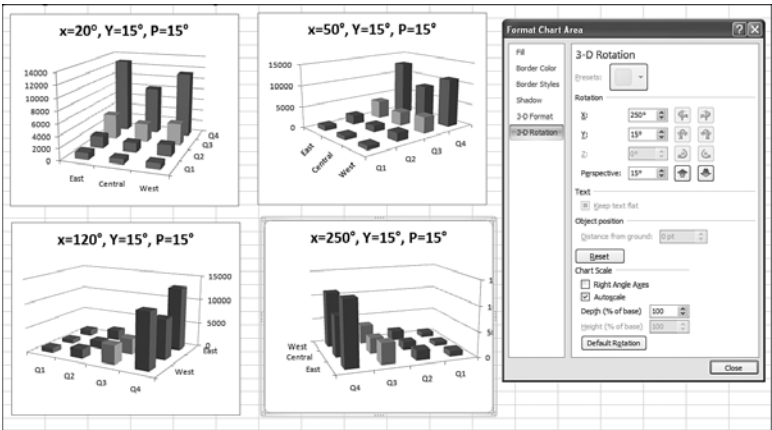 x=20°, Y=15°, P=15°
14000
12000
10000
8000
6000
4000
2000
0
East
Central
West
Q1
Q2
Q3
Q4
x=50°, Y=15°, P=15°
15000
10000
5000
0
East
Central
West
Q1
Q2
Q3
Q4
x=120°, Y=15°, P=15°
15000
10000
5000
0
East
West
Q1
Q2
Q3
Q4
x=250°, Y=15°, P=15°
1
1
5
0
West
Central
East
Q4
Q3
Q2
Q1
Format Chart Area
Fill
Border Color
Border Styles
Shadow
3-D Format
3-D Rotation
3-D Rotation
Presets:
Rotation
X: 250°
Y: 15°
Z: 0°
Perspective: 15°
Text
Keep text flat
Object position
Distance from ground: 0 pt
Reset
Chart Scale
Right Angle Axes
Autoscale
Depth (% of base) 100
Height (% of base) 100
Default Rotation
Close